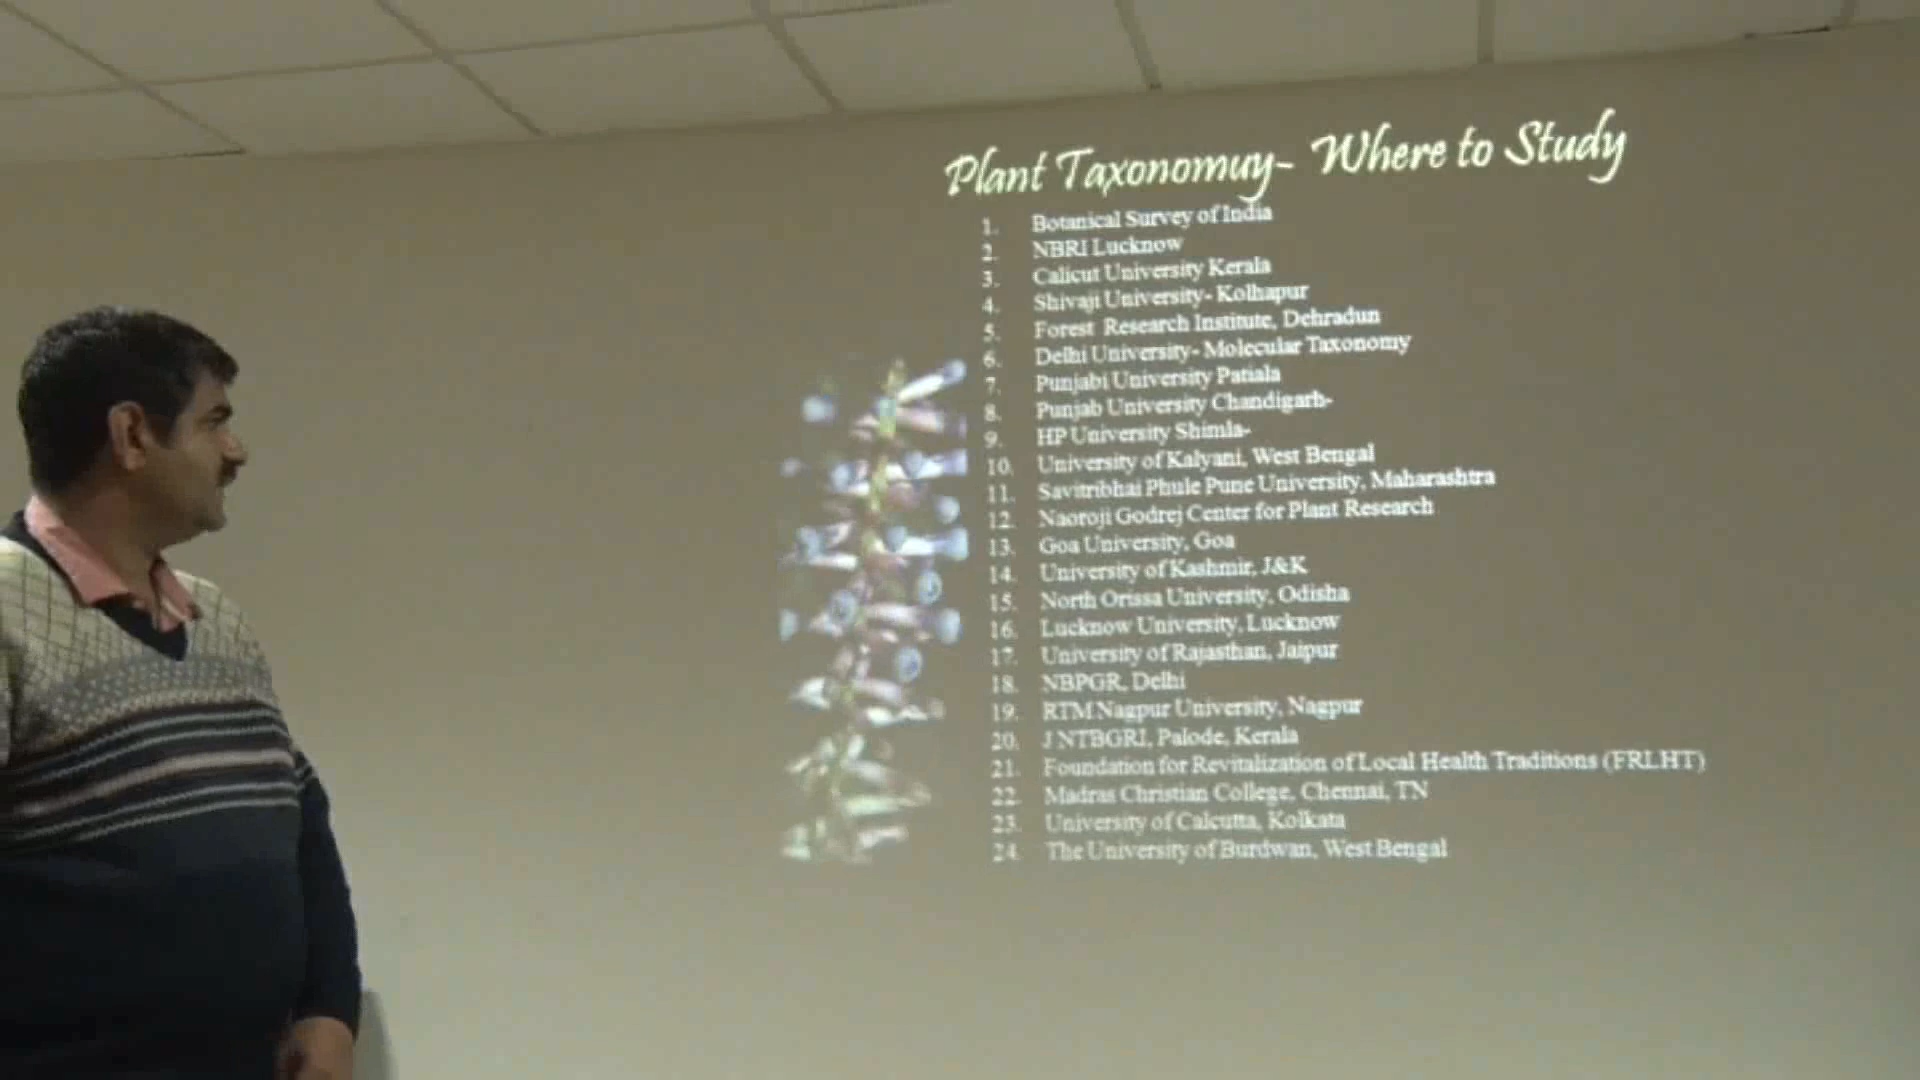 Plant Taxonomuy- Where to Study
1. Botanical Survey of India
2. NBRI Lucknow
3. Calicut University Kerala
4. Shivaji University- Kolhapur
5. Forest Research Institute, Dehradun
6. Delhi University- Molecular Taxonomy
7. Punjabi University Patiala
8. Punjab University Chandigarh-
9. HP University Shimla-
10. University of Kalyani, West Bengal
11. Savitribhai Phule Pune University, Maharashtra
12. Naoroji Godrej Center for Plant Research
13. Goa University, Goa
14. University of Kashmir, J&K
15. North Orissa University, Odisha
16. Lucknow University, Lucknow
17. University of Rajasthan, Jaipur
18. NBPGR, Delhi
19. RTM Nagpur University, Nagpur
20. J NTBGRI, Palode, Kerala
21. Foundation for Revitalization of Local Health Traditions (FRLHT)
22. Madras Christian College, Chennai, TN
23. University of Calcutta, Kolkata
24. The University of Burdwan, West Bengal